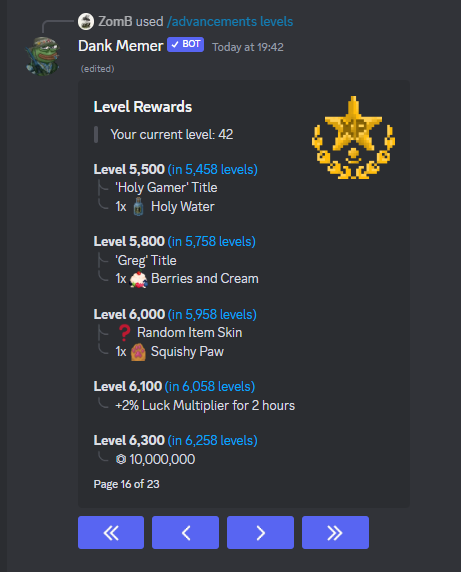 ZomB used /advancements levels
Dank Memer ✓ BOT Today at 19:42
(edited)
Level Rewards
Your current level: 42
Level 5,500 (in 5,458 levels)
'Holy Gamer' Title
1x Holy Water
Level 5,800 (in 5,758 levels)
'Greg' Title
1x Berries and Cream
Level 6,000 (in 5,958 levels)
Random Item Skin
1x Squishy Paw
Level 6,100 (in 6,058 levels)
+2% Luck Multiplier for 2 hours
Level 6,300 (in 6,258 levels)
10,000,000
Page 16 of 23